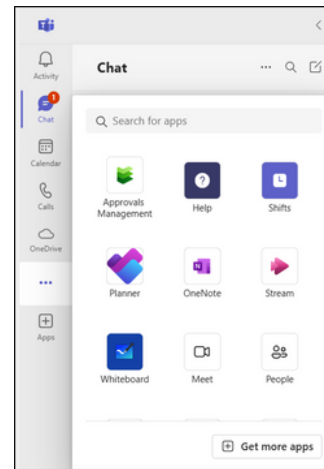 Activity
Chat
1
Chat
Calendar
Calls
OneDrive
Apps
Search for apps
Approvals
Management
Help
Shifts
Planner
OneNote
Stream
Whiteboard
Meet
People
Get more apps